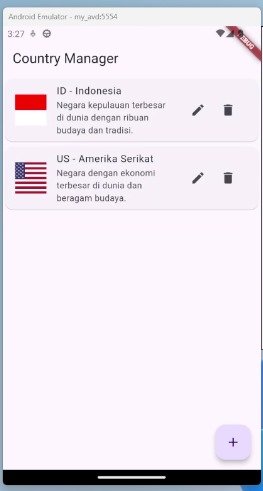 Android Emulator - my_avd:5554
3:27
DEBUG
Country Manager
ID - Indonesia
Negara kepulauan terbesar
di dunia dengan ribuan
budaya dan tradisi.
US - Amerika Serikat
Negara dengan ekonomi
terbesar di dunia dan
beragam budaya.